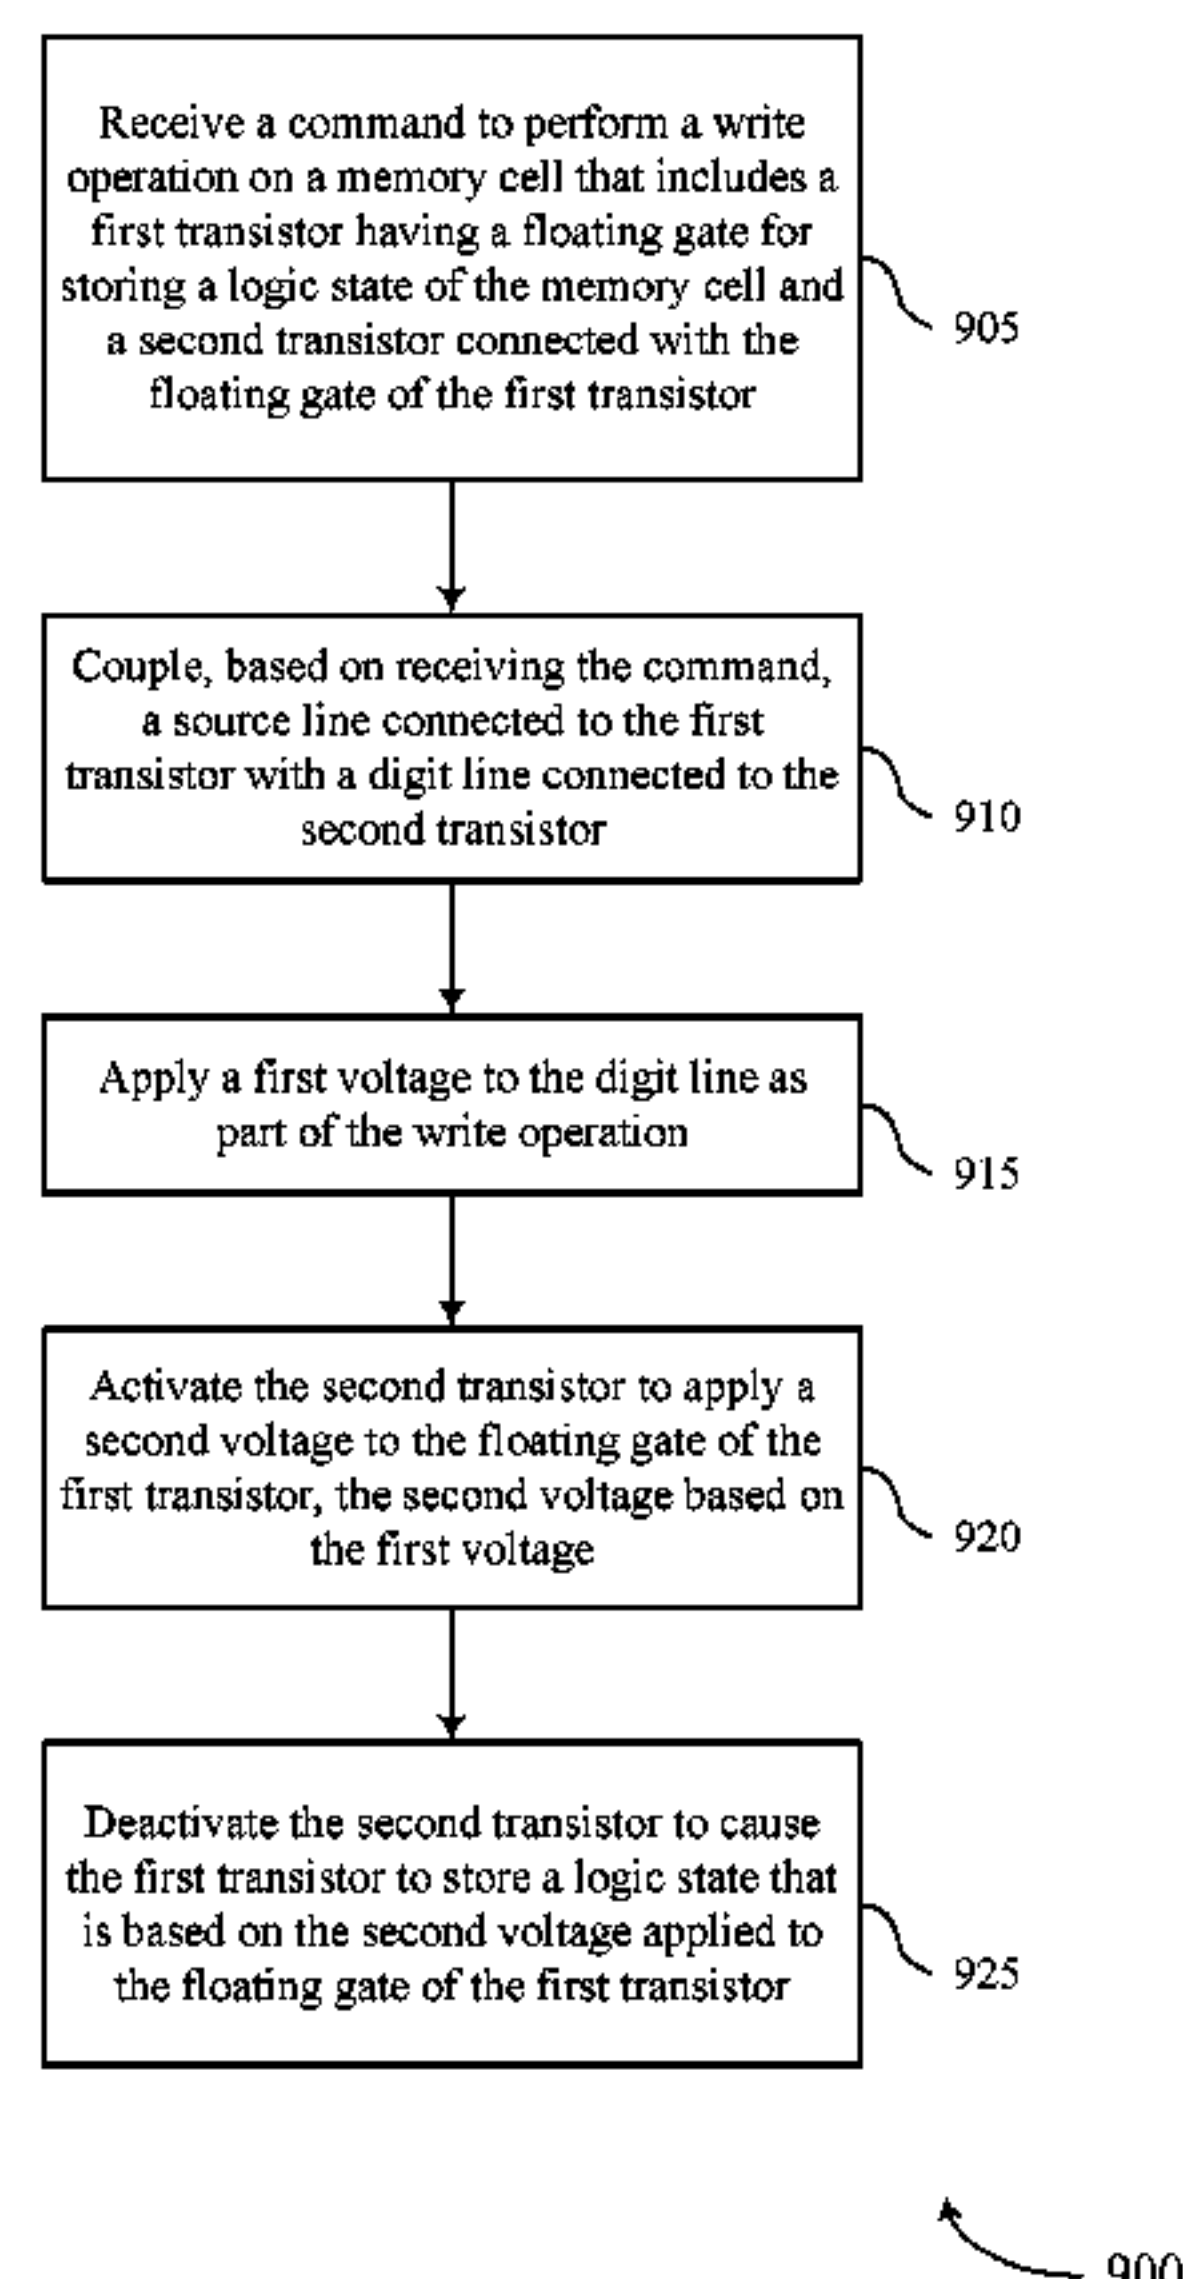 Receive a command to perform a write
operation on a memory cell that includes a
first transistor having a floating gate for
storing a logic state of the memory cell and
a second transistor connected with the
floating gate of the first transistor
905
Couple, based on receiving the command,
a source line connected to the first
transistor with a digit line connected to the
second transistor
910
Apply a first voltage to the digit line as
part of the write operation
915
Activate the second transistor to apply a
second voltage to the floating gate of the
first transistor, the second voltage based on
the first voltage
920
Deactivate the second transistor to cause
the first transistor to store a logic state that
is based on the second voltage applied to
the floating gate of the first transistor
925
900